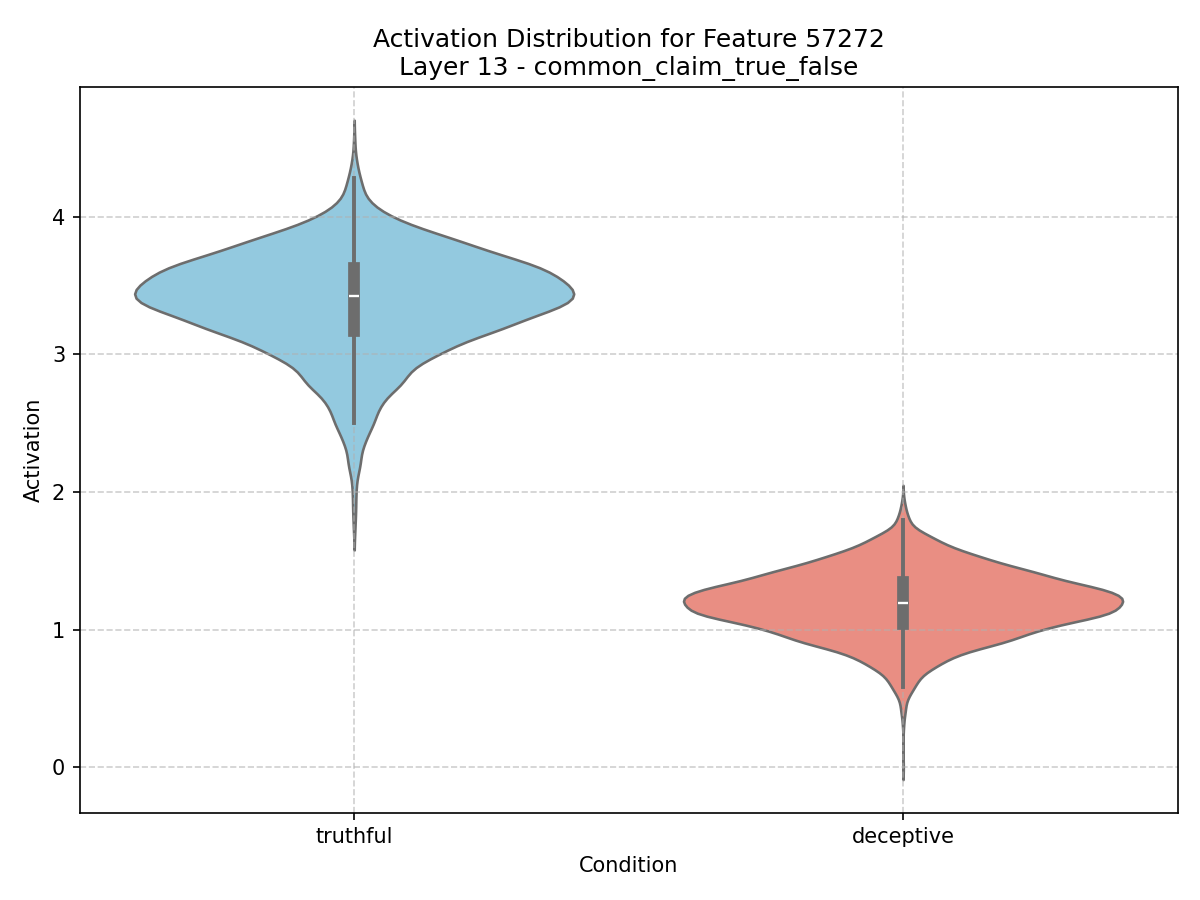 Activation Distribution for Feature 57272
Layer 13 - common_claim_true_false
Activation
4
3
2
1
0
truthful
deceptive
Condition